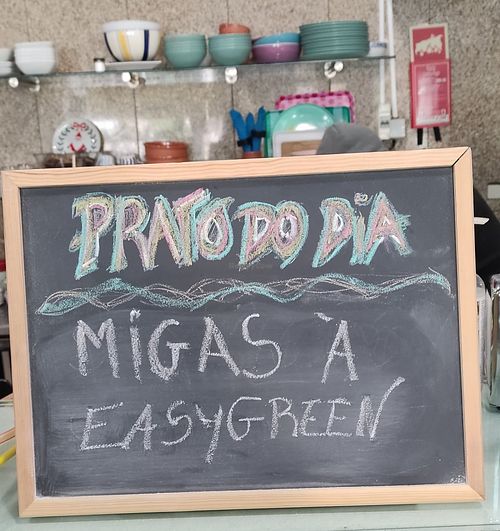 PRATO DO DIA
MIGAS À
EASYGREEN